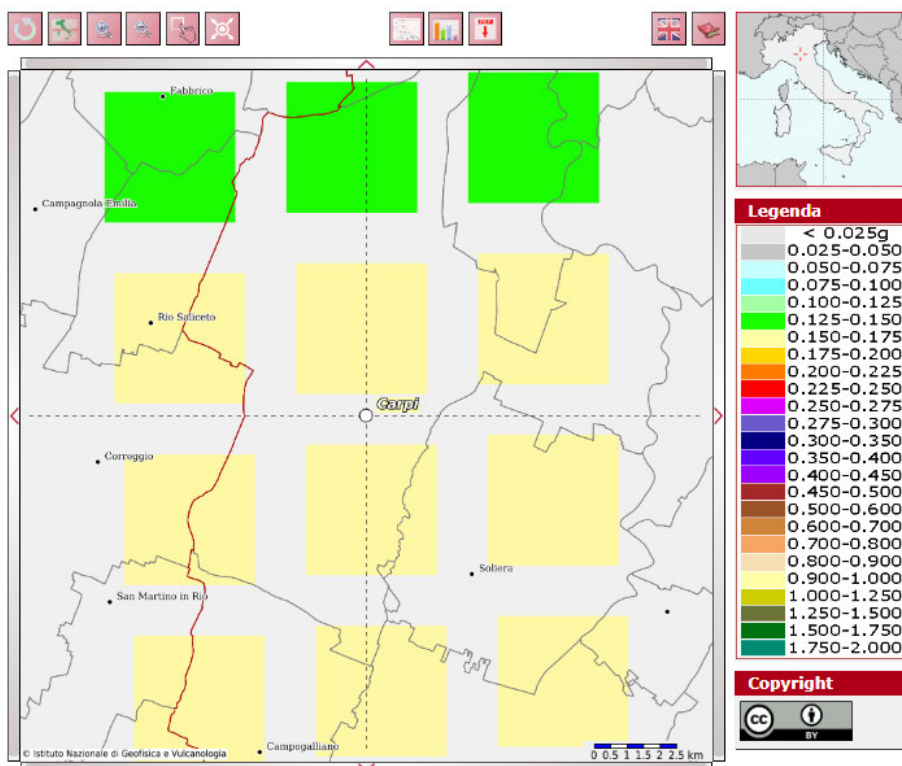 Fabbrico
Campagnola Emilia
Rio Saliceto
Carpi
Correggio
Soliera
San Martino in Rio
Campogalliano
© Istituto Nazionale di Geofisica e Vulcanologia
0 0.5 1 1.5 2 2.5 km
Legenda
< 0.025g
0.025-0.050
0.050-0.075
0.075-0.100
0.100-0.125
0.125-0.150
0.150-0.175
0.175-0.200
0.200-0.225
0.225-0.250
0.250-0.275
0.275-0.300
0.300-0.350
0.350-0.400
0.400-0.450
0.450-0.500
0.500-0.600
0.600-0.700
0.700-0.800
0.800-0.900
0.900-1.000
1.000-1.250
1.250-1.500
1.500-1.750
1.750-2.000
Copyright
cc
BY